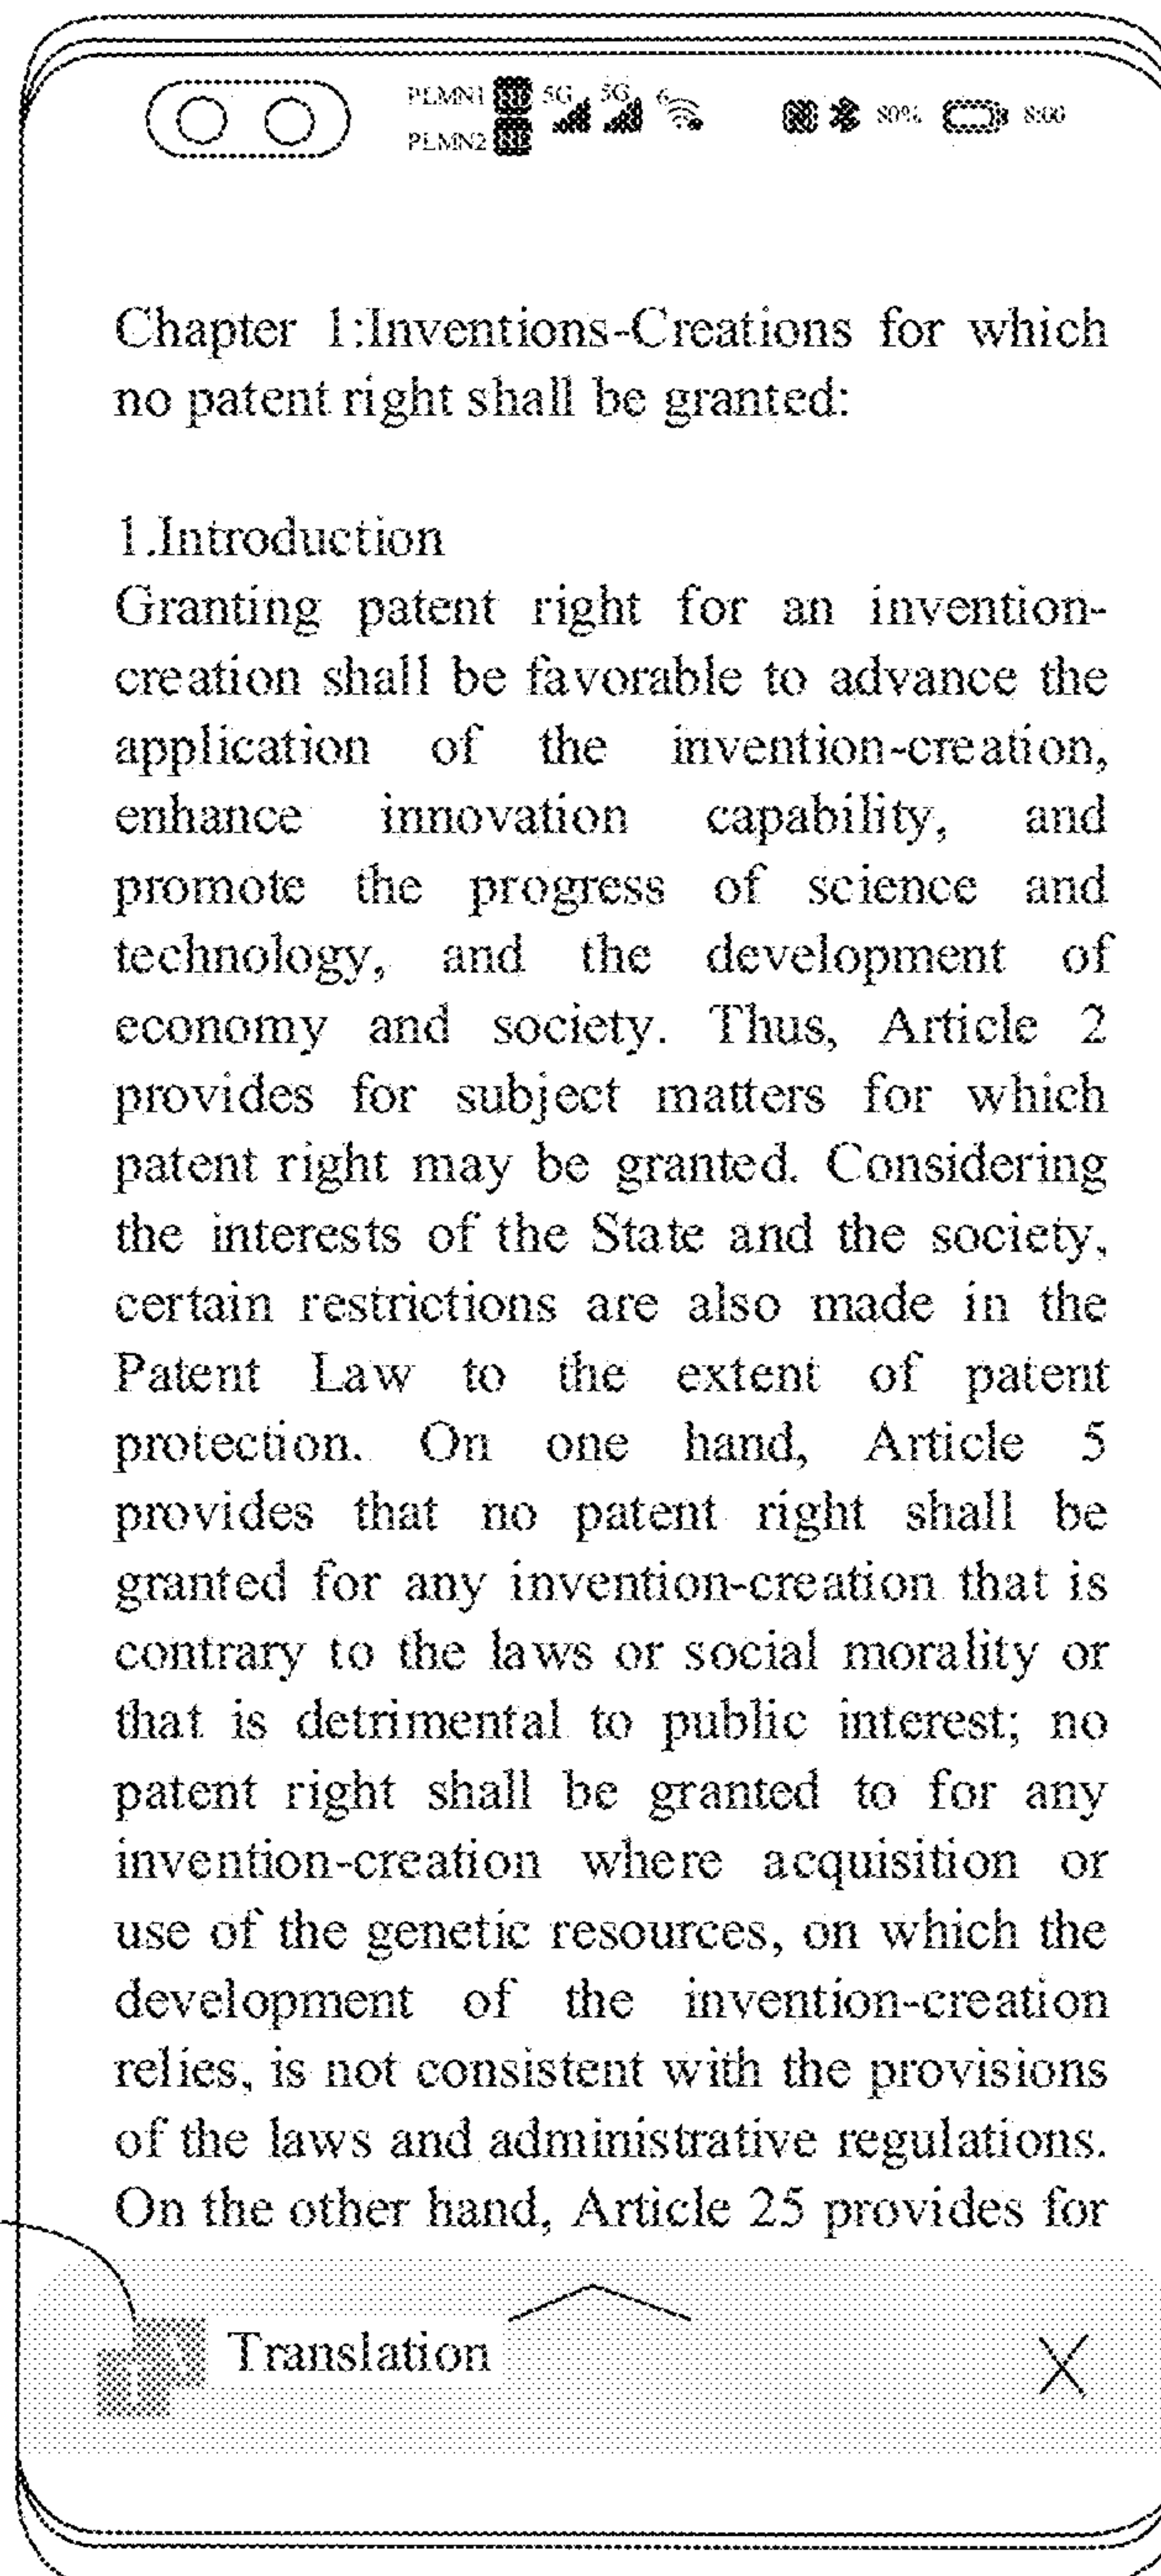 PLMN1 5G 5G 6 80% 8:00
PLMN2
Chapter 1:Inventions-Creations for which
no patent right shall be granted:
1.Introduction
Granting patent right for an invention-
creation shall be favorable to advance the
application of the invention-creation,
enhance innovation capability, and
promote the progress of science and
technology, and the development of
economy and society. Thus, Article 2
provides for subject matters for which
patent right may be granted. Considering
the interests of the State and the society,
certain restrictions are also made in the
Patent Law to the extent of patent
protection. On one hand, Article 5
provides that no patent right shall be
granted for any invention-creation that is
contrary to the laws or social morality or
that is detrimental to public interest; no
patent right shall be granted to for any
invention-creation where acquisition or
use of the genetic resources, on which the
development of the invention-creation
relies, is not consistent with the provisions
of the laws and administrative regulations.
On the other hand, Article 25 provides for
Translation